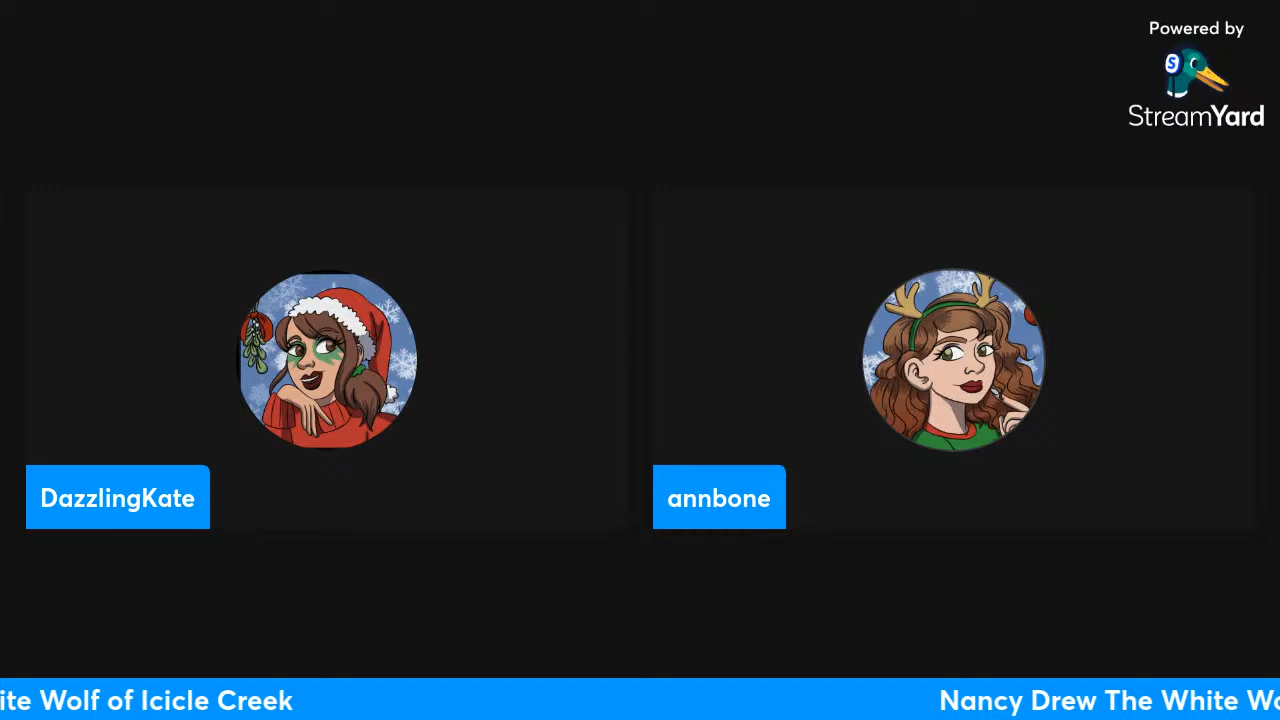 Powered by
S
StreamYard
DazzlingKate
annbone
ite Wolf of Icicle Creek
Nancy Drew The White Wo